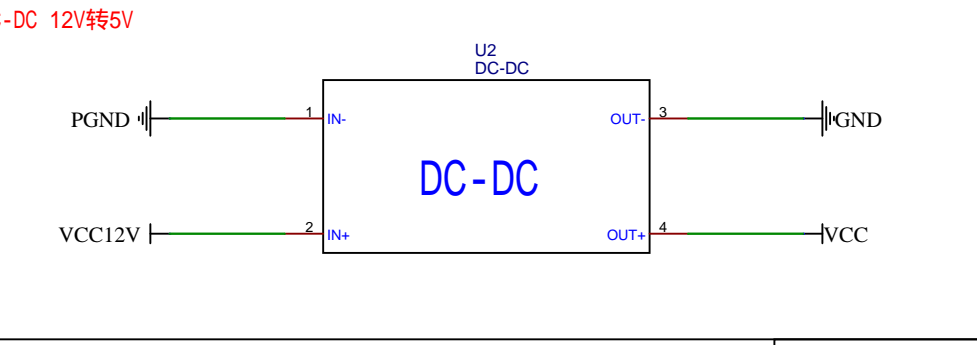 -DC 12V转5V
U2
DC-DC
PGND 1 IN- OUT- 3 GND
DC-DC
VCC12V 2 IN+ OUT+ 4 VCC